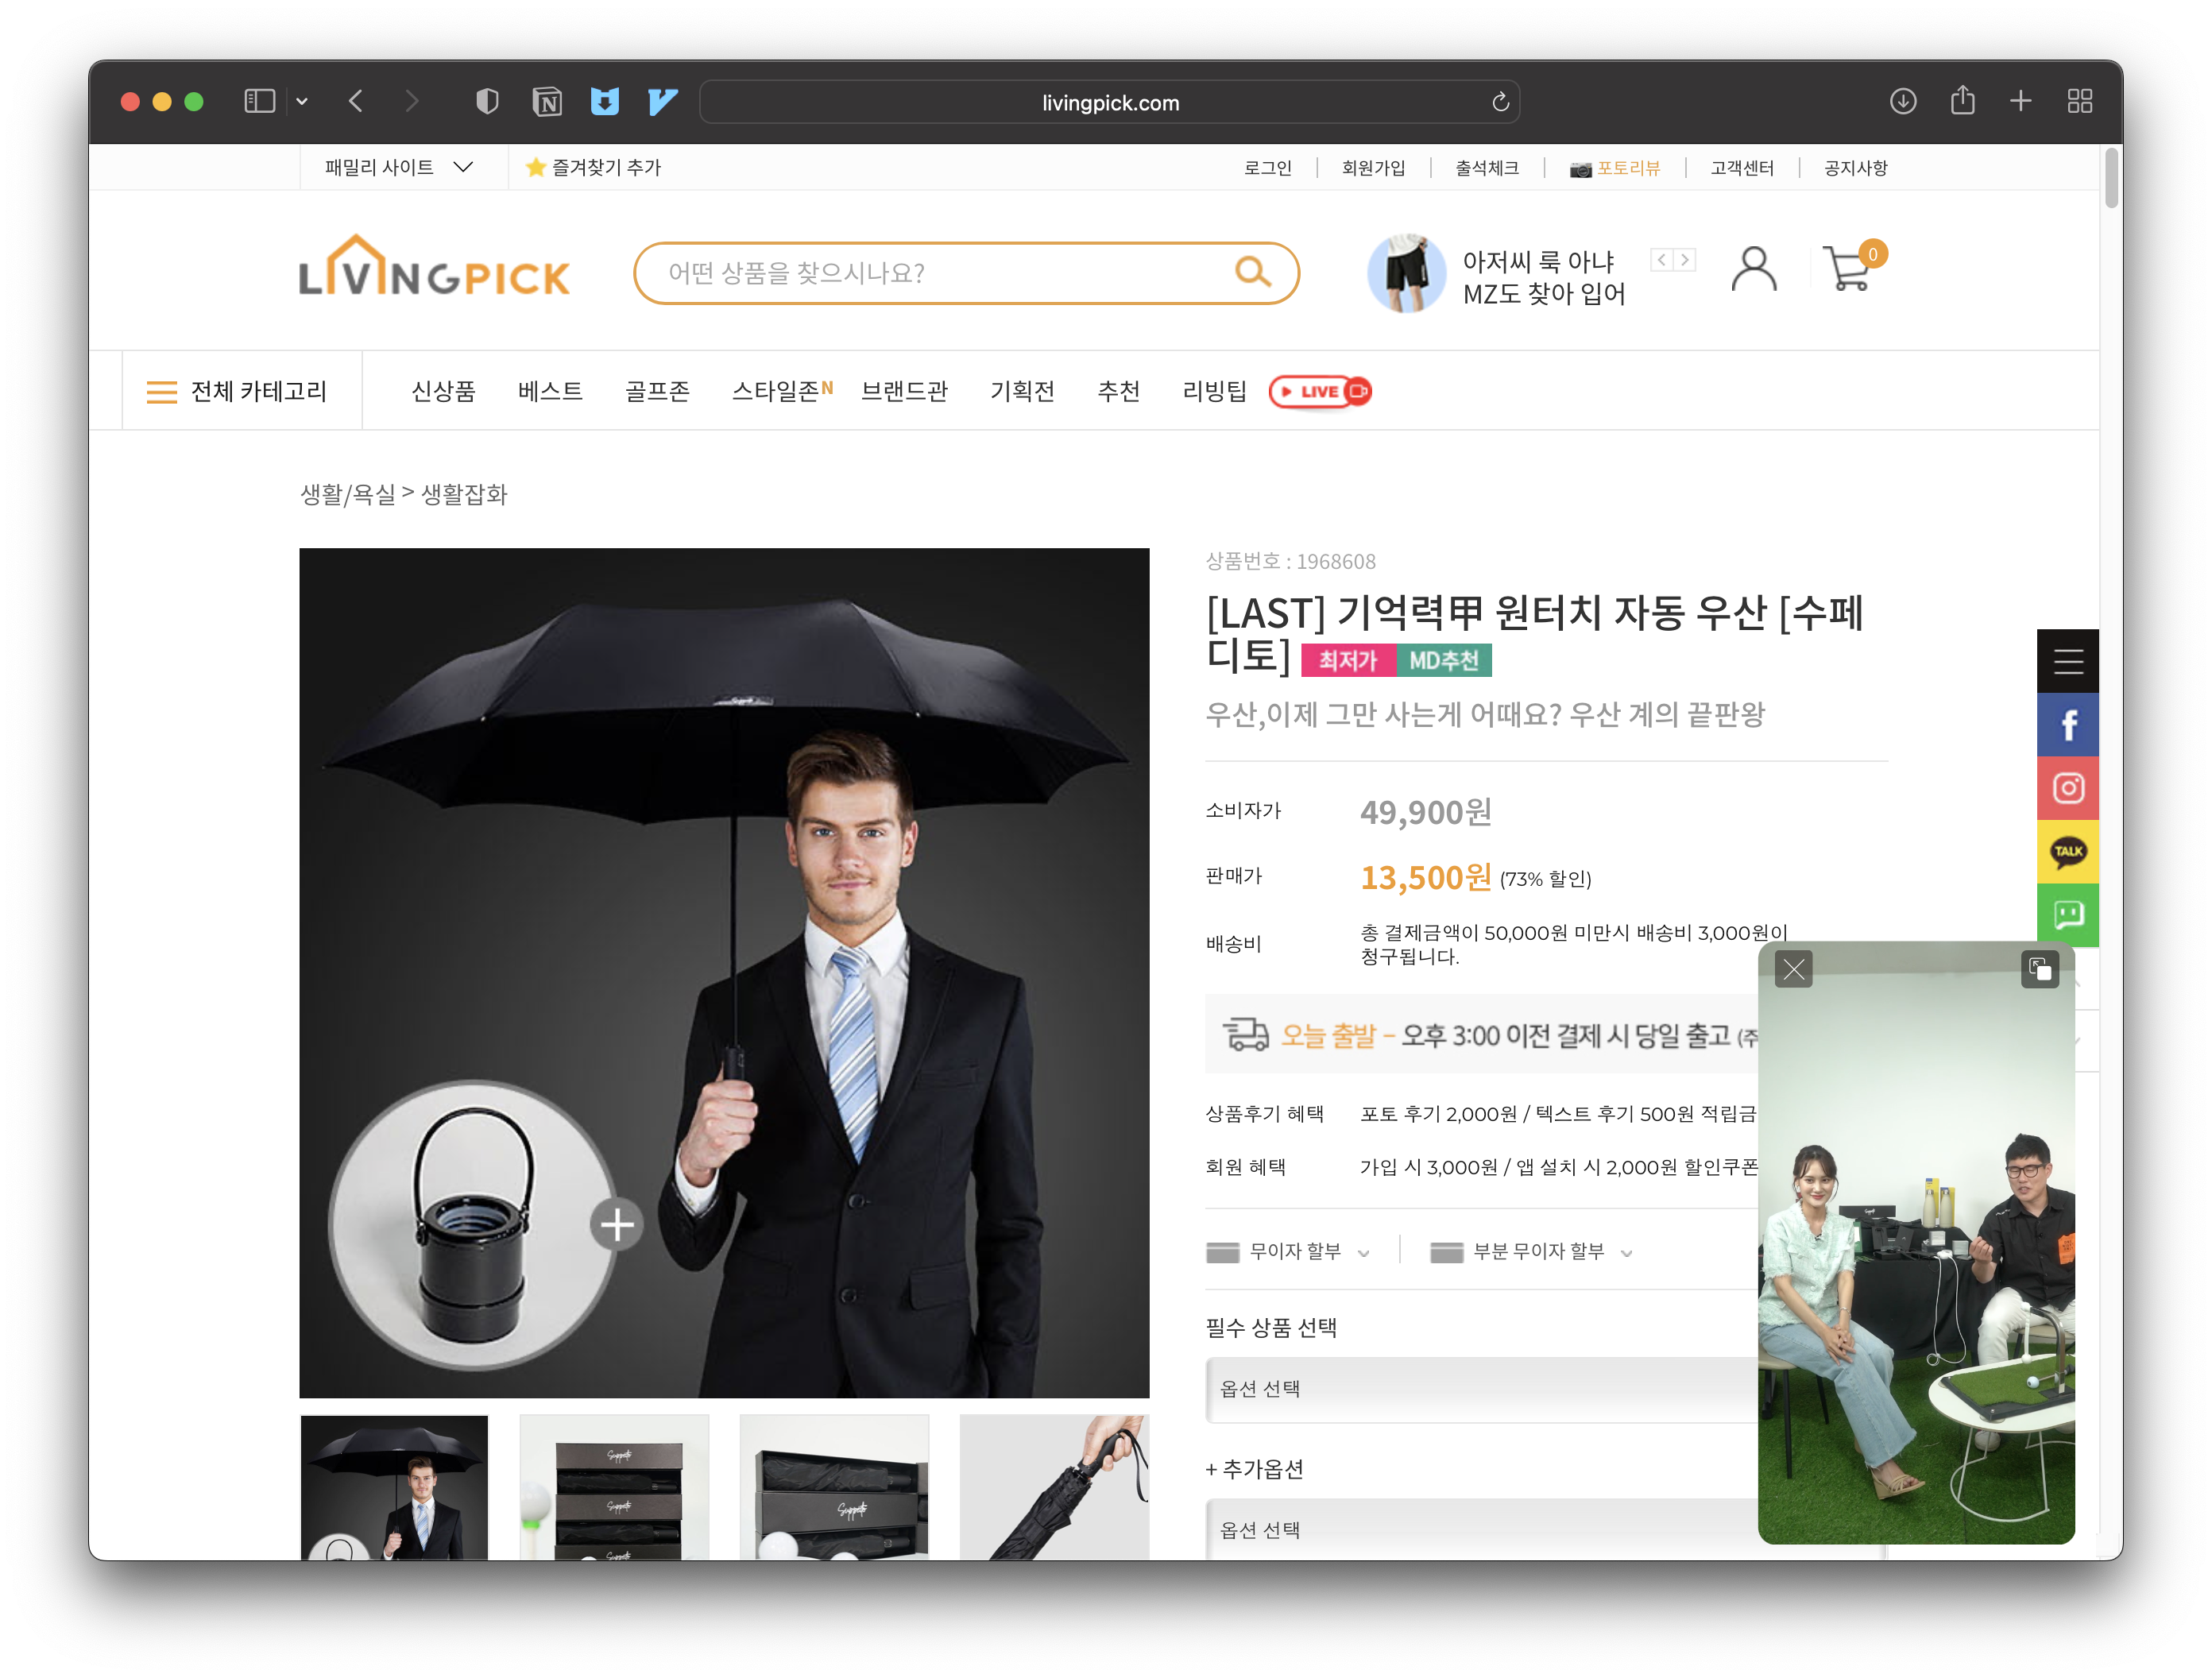 livingpick.com
패밀리 사이트
즐겨찾기 추가
로그인
회원가입
출석체크
포토리뷰
고객센터
공지사항
LIVINGPICK
어떤 상품을 찾으시나요?
아저씨 룩 아냐
MZ도 찾아 입어
0
전체 카테고리
신상품
베스트
골프존
스타일존N
브랜드관
기획전
추천
리빙팁
LIVE
생활/욕실 > 생활잡화
상품번호 : 1968608
[LAST] 기억력甲 원터치 자동 우산 [수페
디토] 최저가 MD추천
우산,이제 그만 사는게 어때요? 우산 계의 끝판왕
소비자가 49,900원
판매가 13,500원 (73% 할인)
배송비 총 결제금액이 50,000원 미만시 배송비 3,000원이
청구됩니다.
TALK
오늘 출발 – 오후 3:00 이전 결제 시 당일 출고 (주
상품후기 혜택 포토 후기 2,000원 / 텍스트 후기 500원 적립금
회원 혜택 가입 시 3,000원 / 앱 설치 시 2,000원 할인쿠폰
무이자 할부
부분 무이자 할부
필수 상품 선택
옵션 선택
+ 추가옵션
옵션 선택